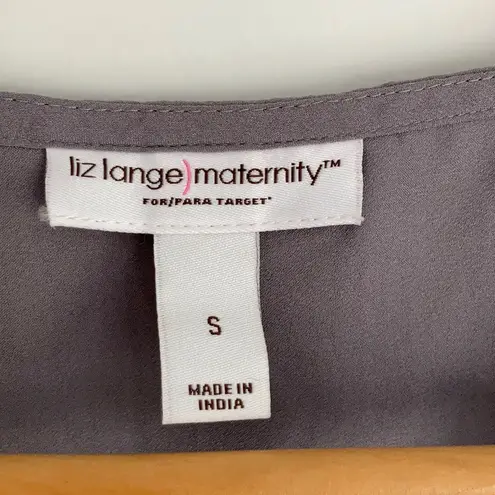 liz lange)maternity™
FOR/PARA TARGET*
S
MADE IN
INDIA